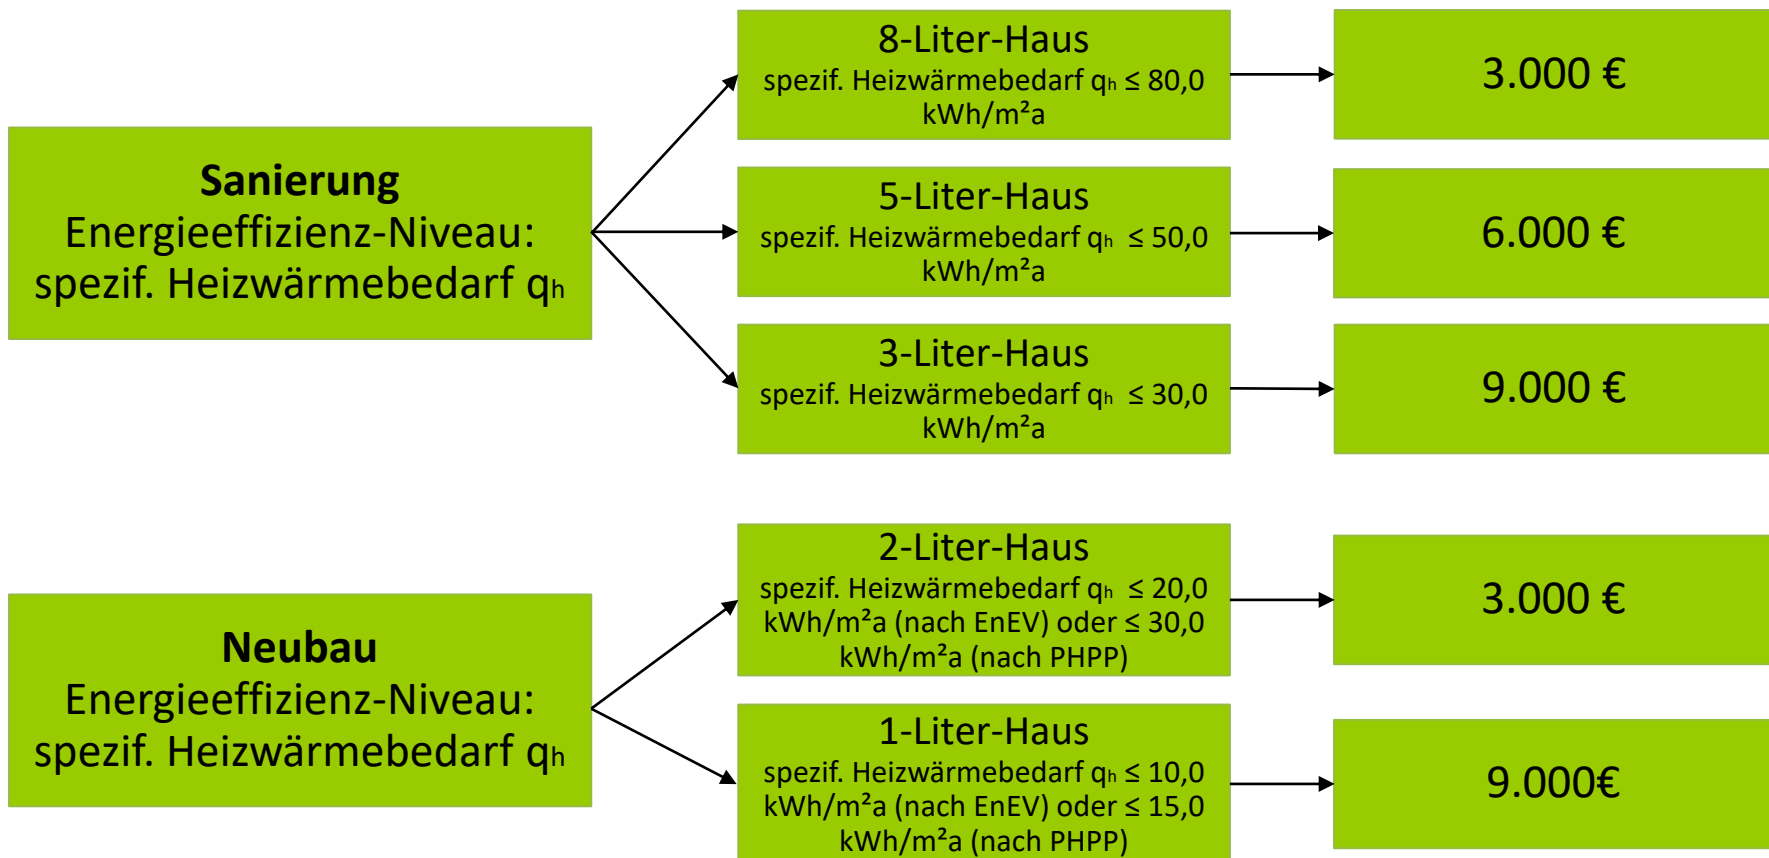 Sanierung
Energieeffizienz-Niveau:
spezif. Heizwärmebedarf qh
8-Liter-Haus
spezif. Heizwärmebedarf qh ≤ 80,0
kWh/m²a
3.000 €
5-Liter-Haus
spezif. Heizwärmebedarf qh ≤50,0
kWh/m²a
6.000 €
3-Liter-Haus
spezif. Heizwärmebedarf qh ≤ 30,0
kWh/m²a
9.000 €
Neubau
Energieeffizienz-Niveau:
spezif. Heizwärmebedarf qh
2-Liter-Haus
spezif. Heizwärmebedarf qh ≤ 20,0
kWh/m²a (nach EnEV) oder ≤ 30,0
kWh/m²a (nach PHPP)
3.000 €
1-Liter-Haus
spezif. Heizwärmebedarf qh ≤ 10,0
kWh/m²a (nach EnEV) oder ≤ 15,0
kWh/m²a (nach PHPP)
9.000€